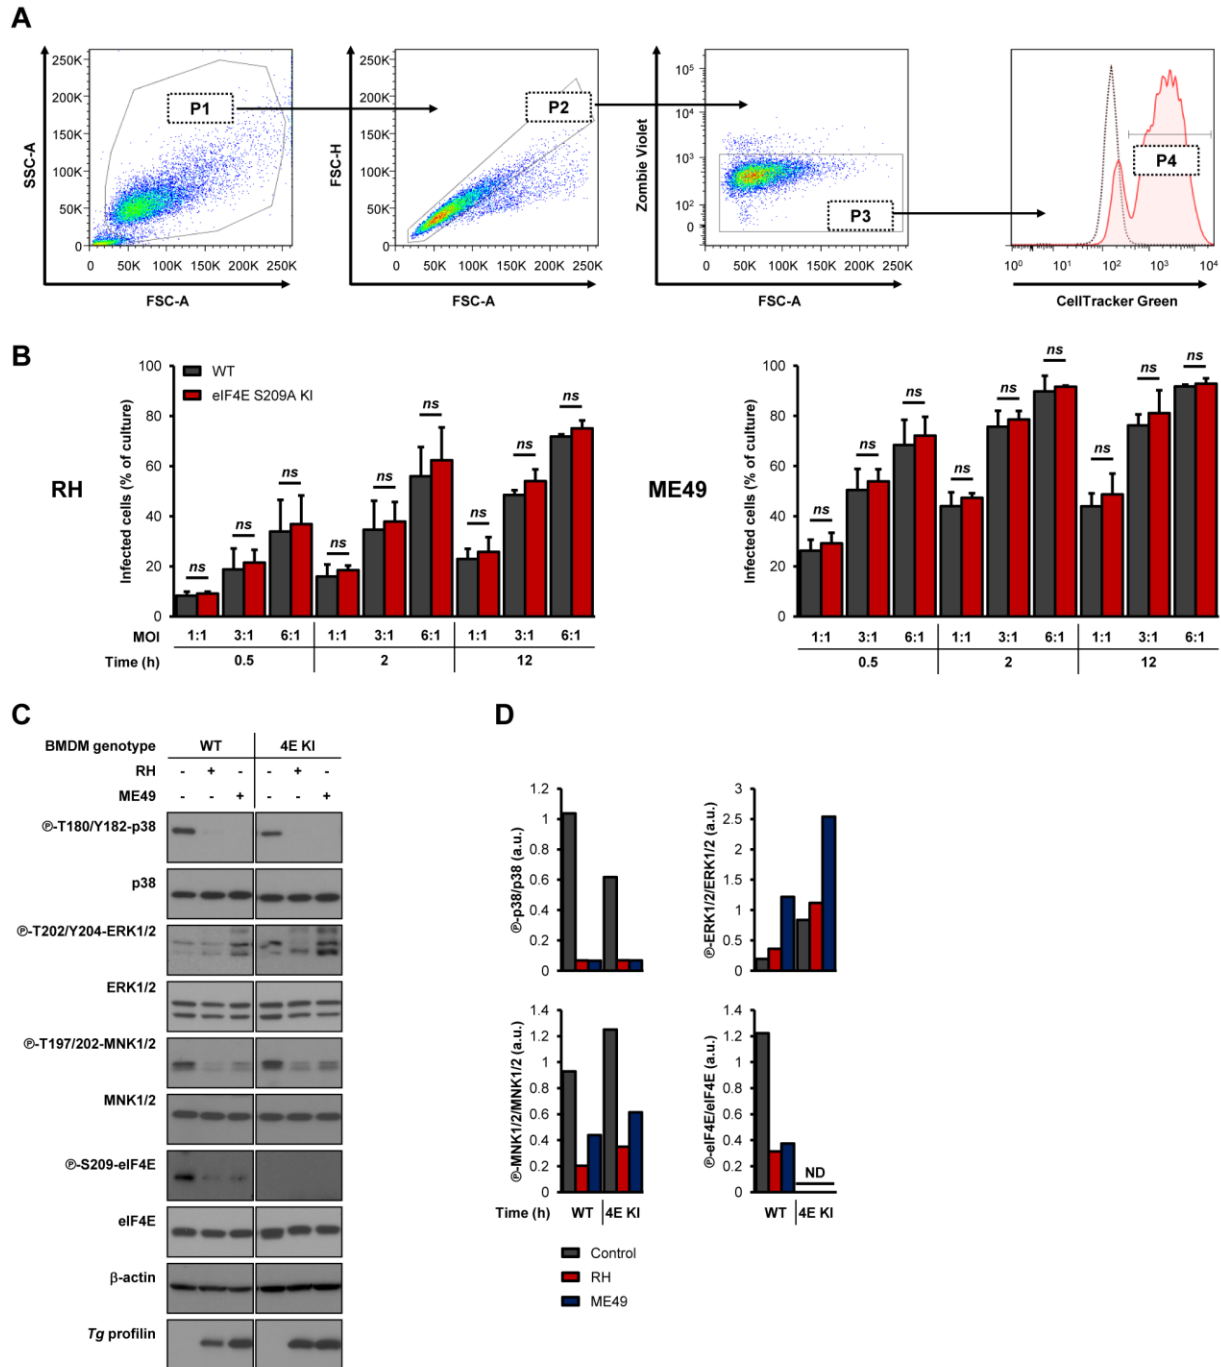 A
250K
200K
150K
100K
50K
0
SSC-A
P1
0 50K 100K 150K 200K 250K
FSC-A
250K
200K
150K
100K
50K
0
FSC-H
P2
0 50K 100K 150K 200K 250K
FSC-A
10⁵
10⁴
10³
10²
0
Zombie Violet
P3
0 50K 100K 150K 200K 250K
FSC-A
P4
10⁰ 10¹ 10² 10³ 10⁴
CellTracker Green
B
RH
Infected cells (% of culture)
100
80
60
40
20
0
WT
eIF4E S209A KI
ns ns ns ns ns ns ns ns ns
MOI 1:1 3:1 6:1 1:1 3:1 6:1 1:1 3:1 6:1
Time (h) 0.5 2 12
ME49
Infected cells (% of culture)
100
80
60
40
20
0
ns ns ns ns ns ns ns ns ns
1:1 3:1 6:1 1:1 3:1 6:1 1:1 3:1 6:1
0.5 2 12
C
BMDM genotype WT 4E KI
RH - + - - + -
ME49 - - + - - +
℗-T180/Y182-p38
p38
℗-T202/Y204-ERK1/2
ERK1/2
℗-T197/202-MNK1/2
MNK1/2
℗-S209-eIF4E
eIF4E
β-actin
Tg profilin
D
℗-p38/p38 (a.u.)
1.2
1
0.8
0.6
0.4
0.2
0
℗-ERK1/2/ERK1/2 (a.u.)
3
2.5
2
1.5
1
0.5
0
℗-MNK1/2/MNK1/2 (a.u.)
1.4
1.2
1
0.8
0.6
0.4
0.2
0
℗-eIF4E/eIF4E (a.u.)
1.4
1.2
1
0.8
0.6
0.4
0.2
0
ND
Time (h) WT 4E KI WT 4E KI
Control
RH
ME49